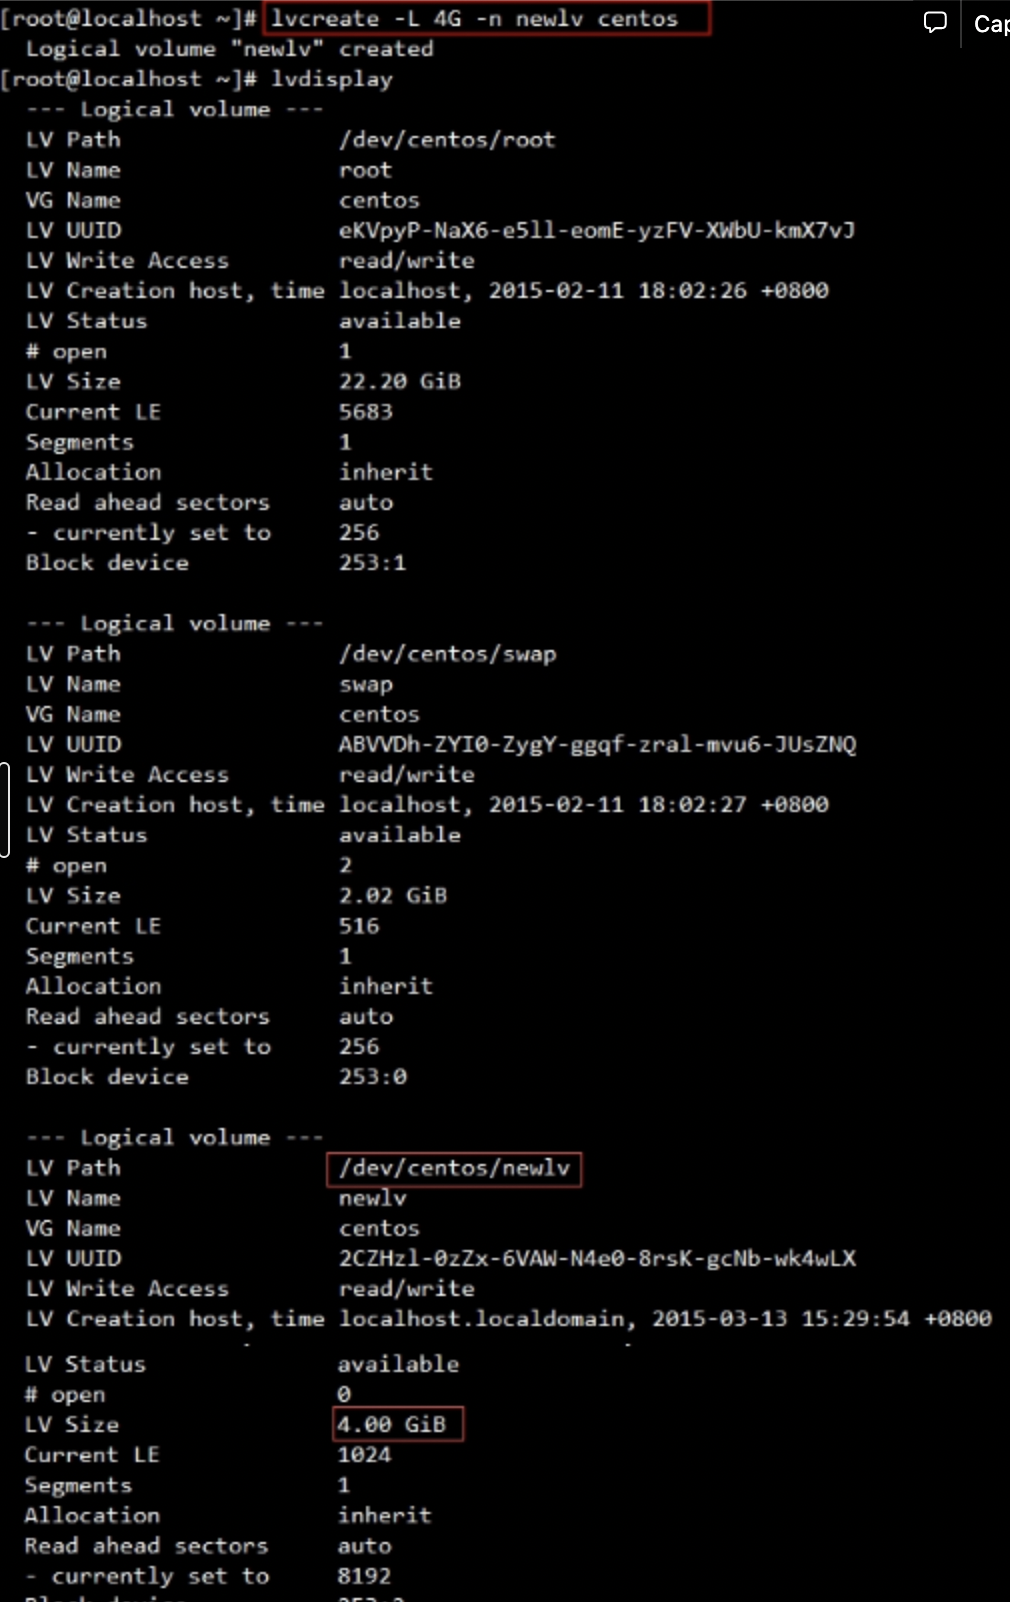 [root@localhost ~]# lvcreate -L 4G -n newlv centos
Cap
Logical volume "newlv" created
[root@localhost ~]# lvdisplay
--- Logical volume ---
LV Path /dev/centos/root
LV Name root
VG Name centos
LV UUID eKVpyP-NaX6-e5ll-eomE-yzFV-XWbU-kmX7vJ
LV Write Access read/write
LV Creation host, time localhost, 2015-02-11 18:02:26 +0800
LV Status available
# open 1
LV Size 22.20 GiB
Current LE 5683
Segments 1
Allocation inherit
Read ahead sectors auto
- currently set to 256
Block device 253:1
--- Logical volume ---
LV Path /dev/centos/swap
LV Name swap
VG Name centos
LV UUID ABVVDh-ZYI0-ZygY-ggqf-zral-mvu6-JUsZNQ
LV Write Access read/write
LV Creation host, time localhost, 2015-02-11 18:02:27 +0800
LV Status available
# open 2
LV Size 2.02 GiB
Current LE 516
Segments 1
Allocation inherit
Read ahead sectors auto
- currently set to 256
Block device 253:0
--- Logical volume ---
LV Path /dev/centos/newlv
LV Name newlv
VG Name centos
LV UUID 2CZHzl-0zZx-6VAW-N4e0-8rsK-gcNb-wk4wLX
LV Write Access read/write
LV Creation host, time localhost.localdomain, 2015-03-13 15:29:54 +0800
LV Status available
# open 0
LV Size 4.00 GiB
Current LE 1024
Segments 1
Allocation inherit
Read ahead sectors auto
- currently set to 8192